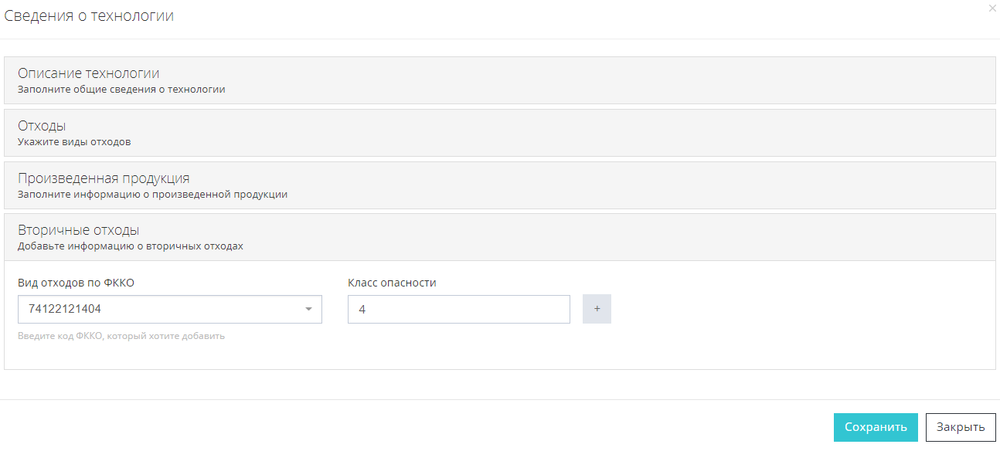 Сведения о технологии
×
Описание технологии
Заполните общие сведения о технологии
Отходы
Укажите виды отходов
Произведенная продукция
Заполните информацию о произведенной продукции
Вторичные отходы
Добавьте информацию о вторичных отходах
Вид отходов по ФККО
Класс опасности
74122121404
4
+
Введите код ФККО, который хотите добавить
Сохранить
Закрыть